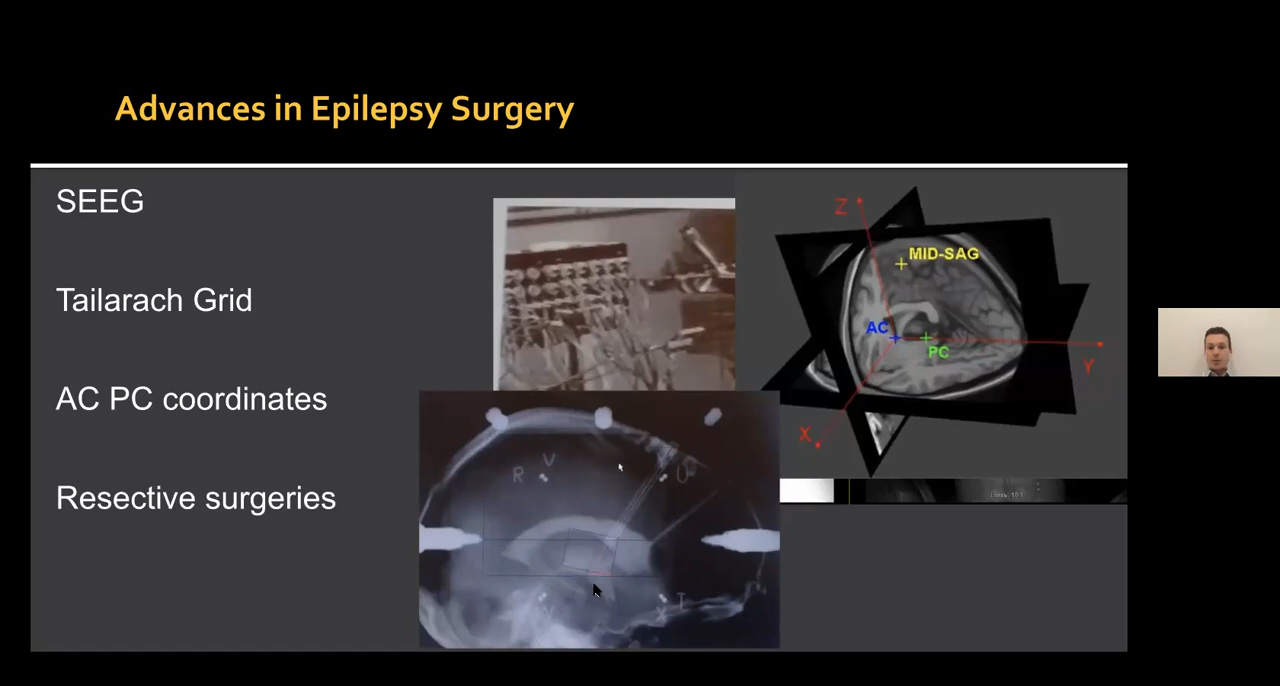 Advances in Epilepsy Surgery
SEEG
Tailarach Grid
AC PC coordinates
Resective surgeries
Z
MID-SAG
AC
PC
Y
X
R
V
T
X